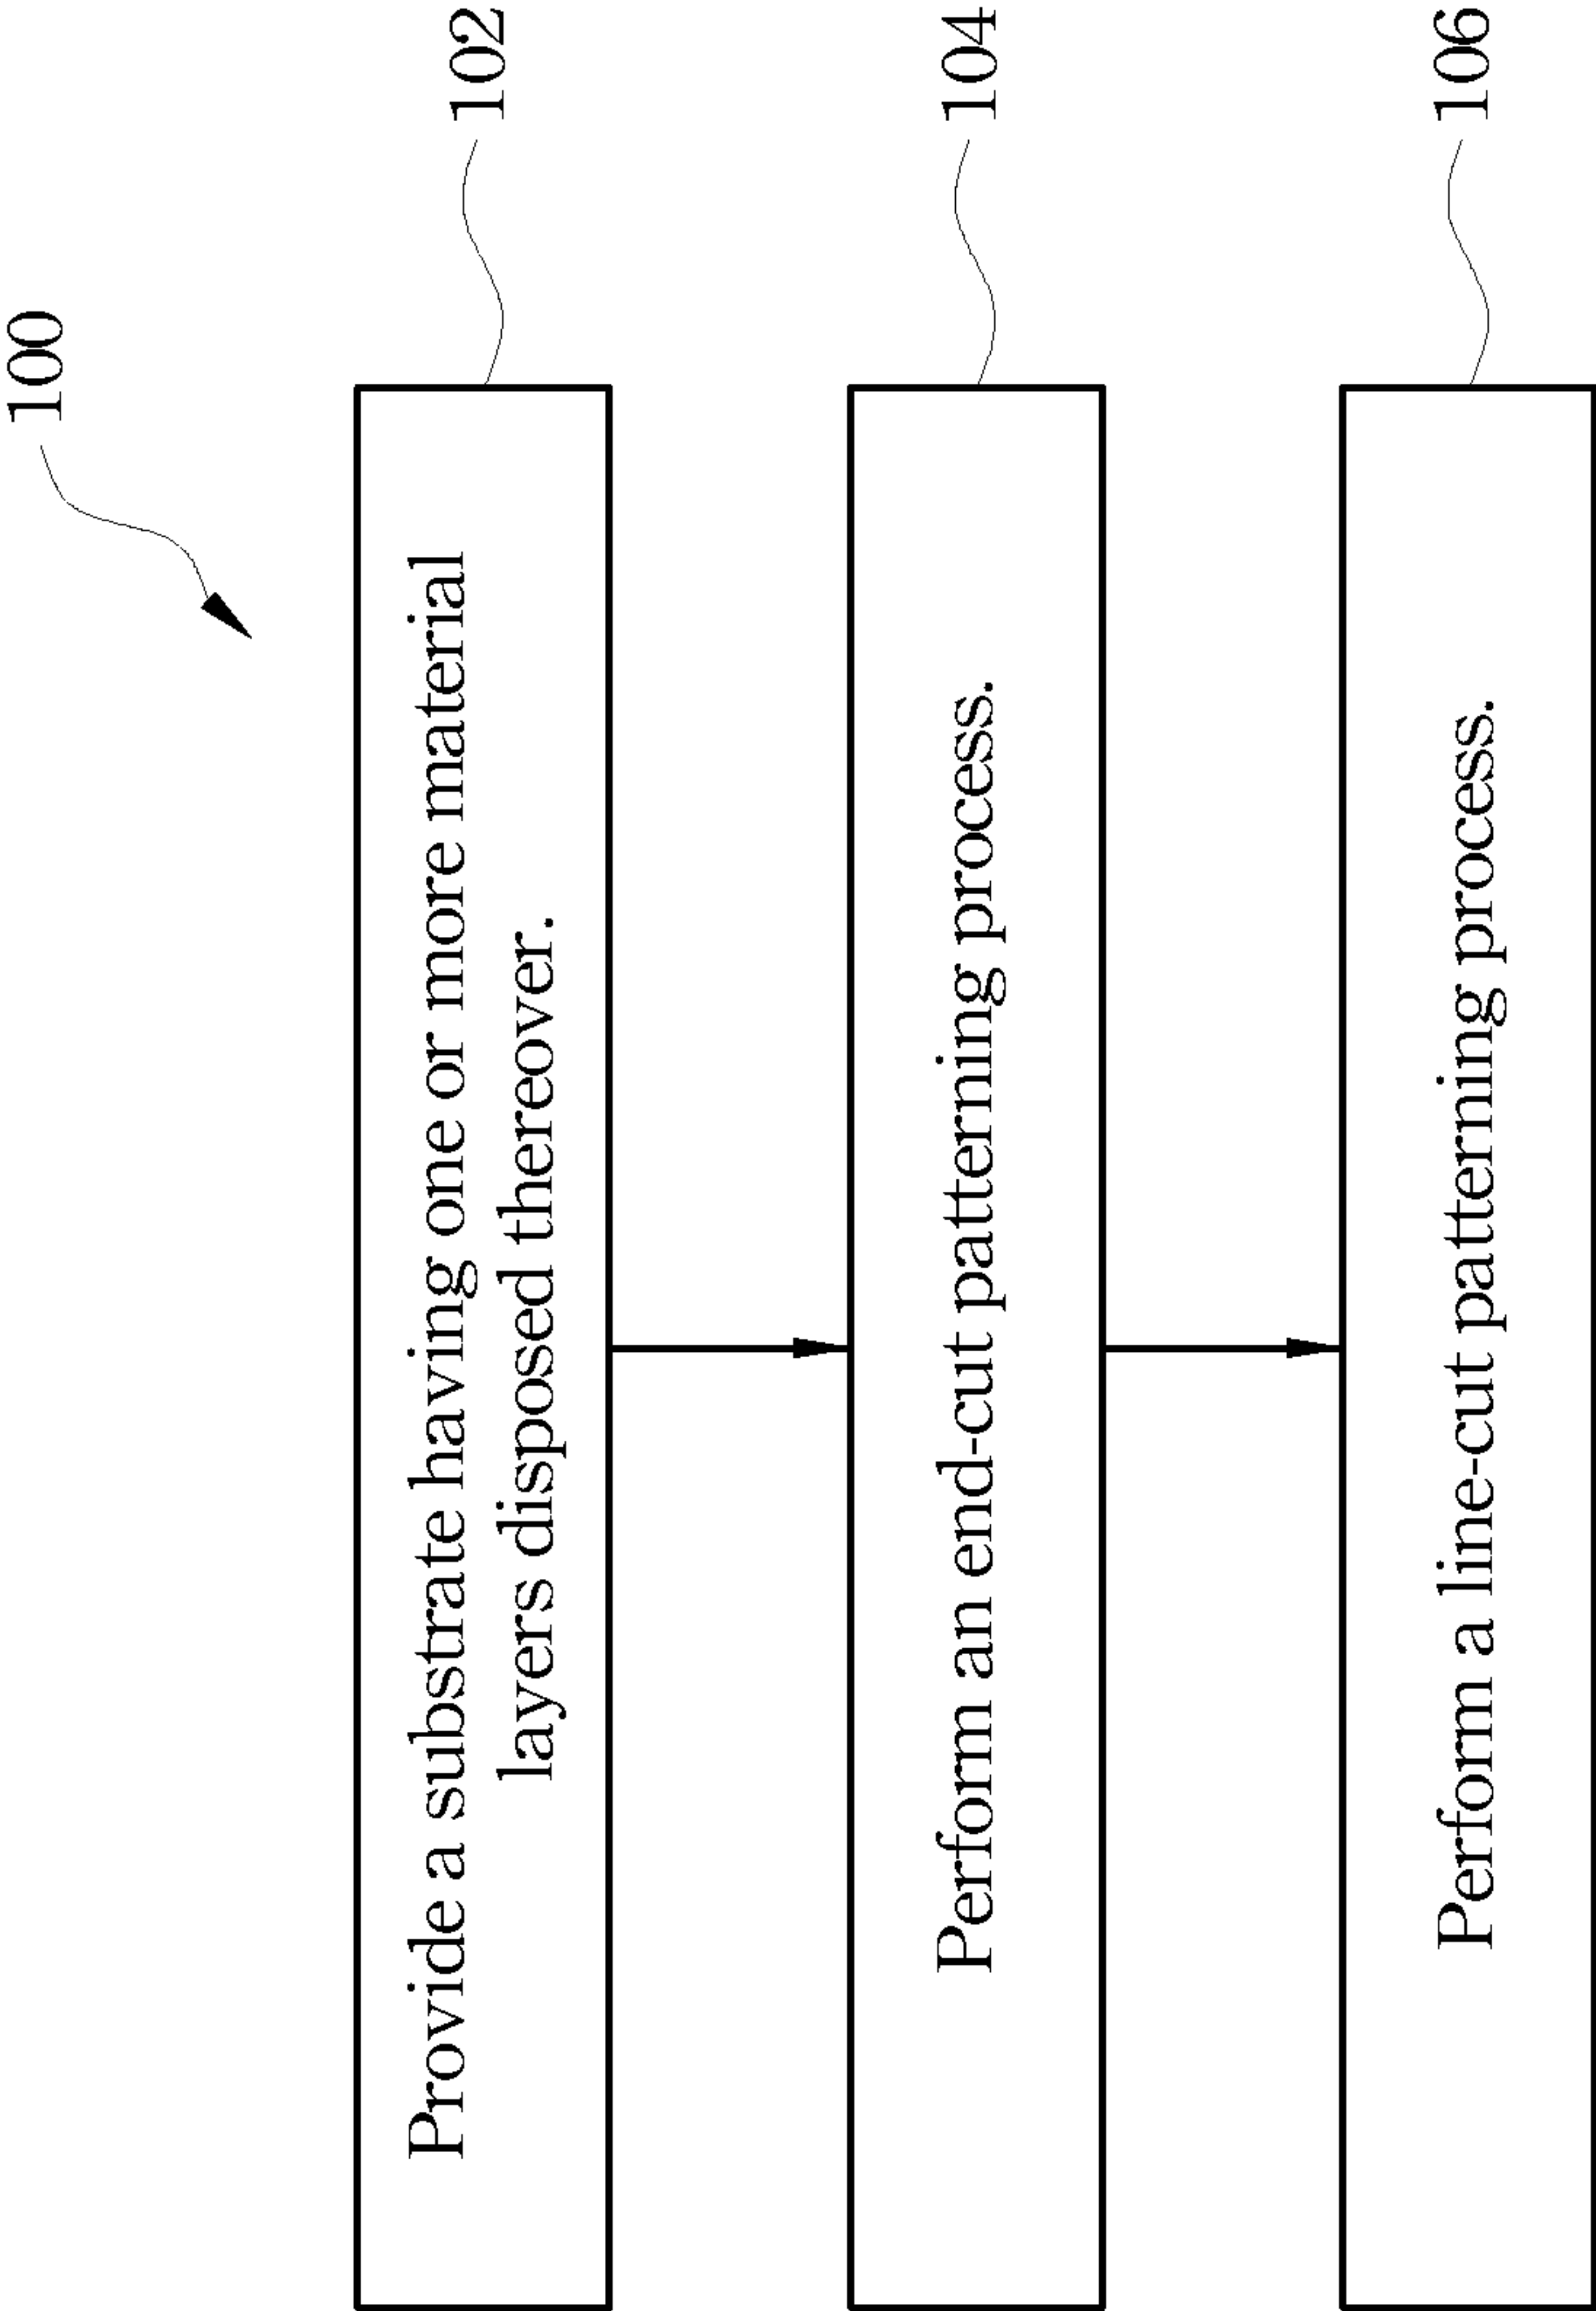 100
Provide a substrate having one or more material
layers disposed thereover.
102
Perform an end-cut patterning process.
104
Perform a line-cut patterning process.
106